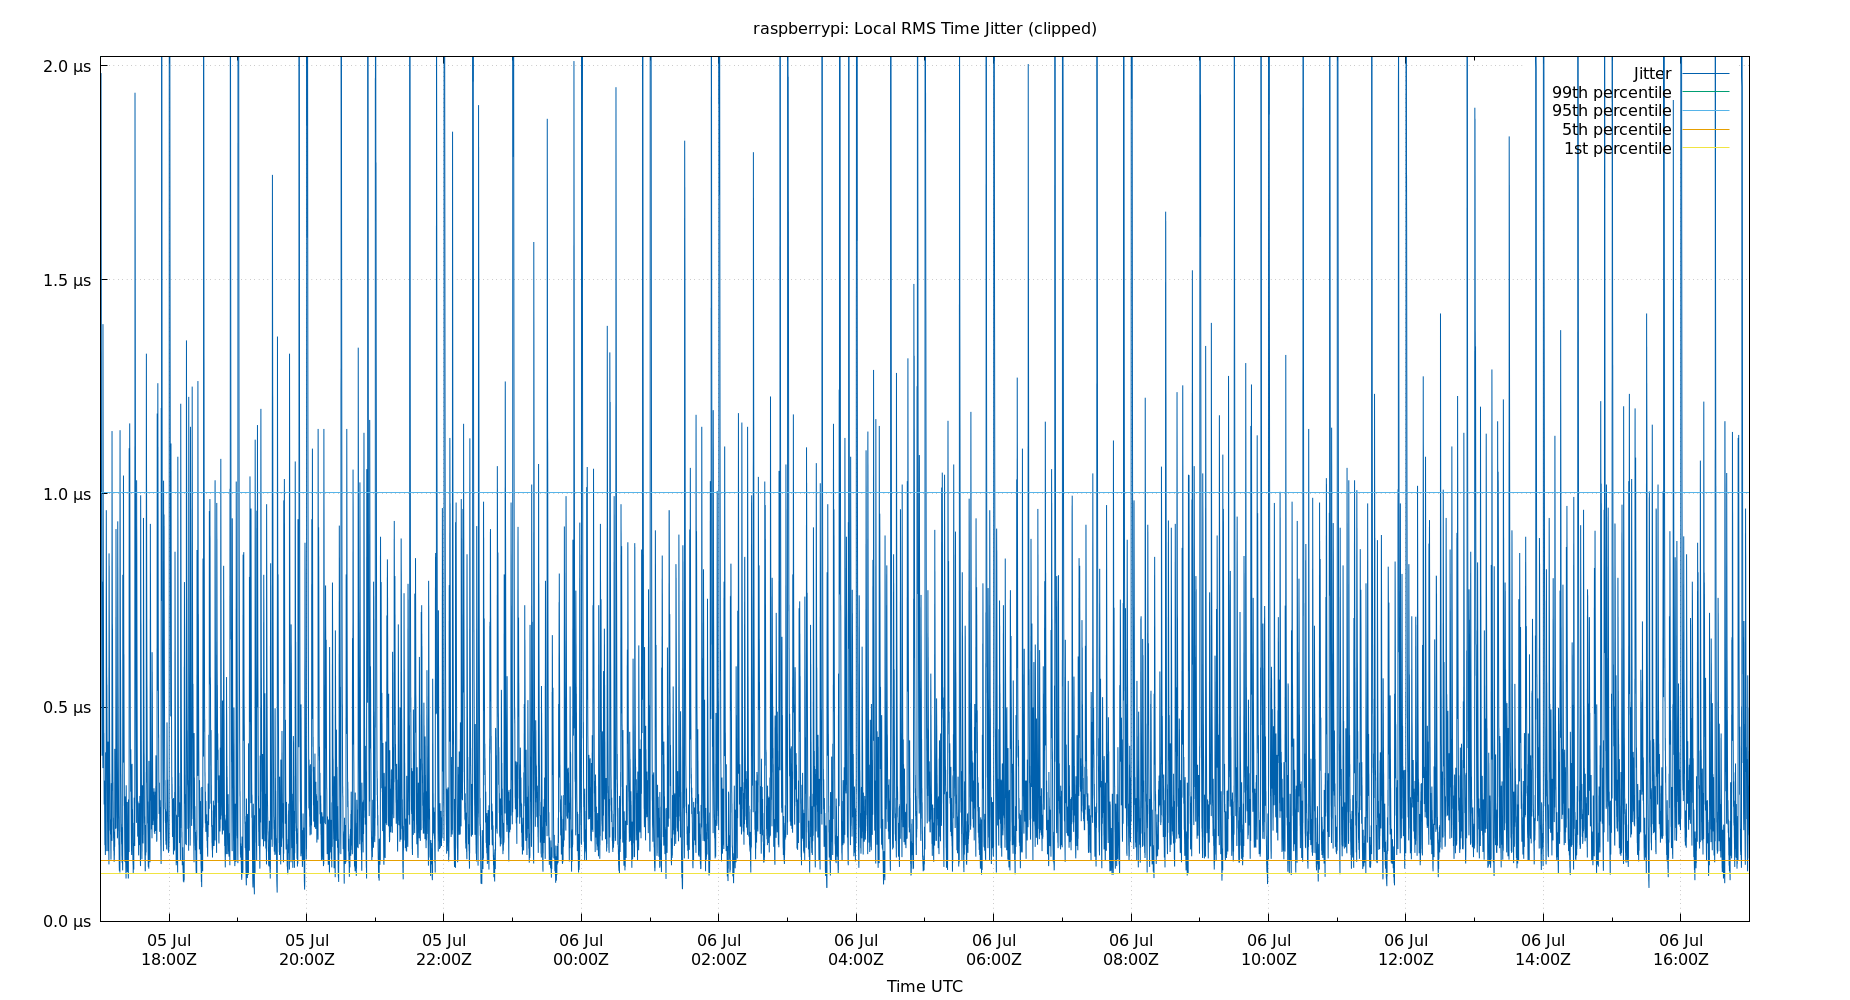 raspberrypi: Local RMS Time Jitter (clipped)
2.0 μs
1.5 μs
1.0 μs
0.5 μs
0.0 μs
Jitter
99th percentile
95th percentile
5th percentile
1st percentile
05 Jul 05 Jul 05 Jul 06 Jul 06 Jul 06 Jul 06 Jul 06 Jul 06 Jul 06 Jul 06 Jul 06 Jul
18:00Z 20:00Z 22:00Z 00:00Z 02:00Z 04:00Z 06:00Z 08:00Z 10:00Z 12:00Z 14:00Z 16:00Z
Time UTC